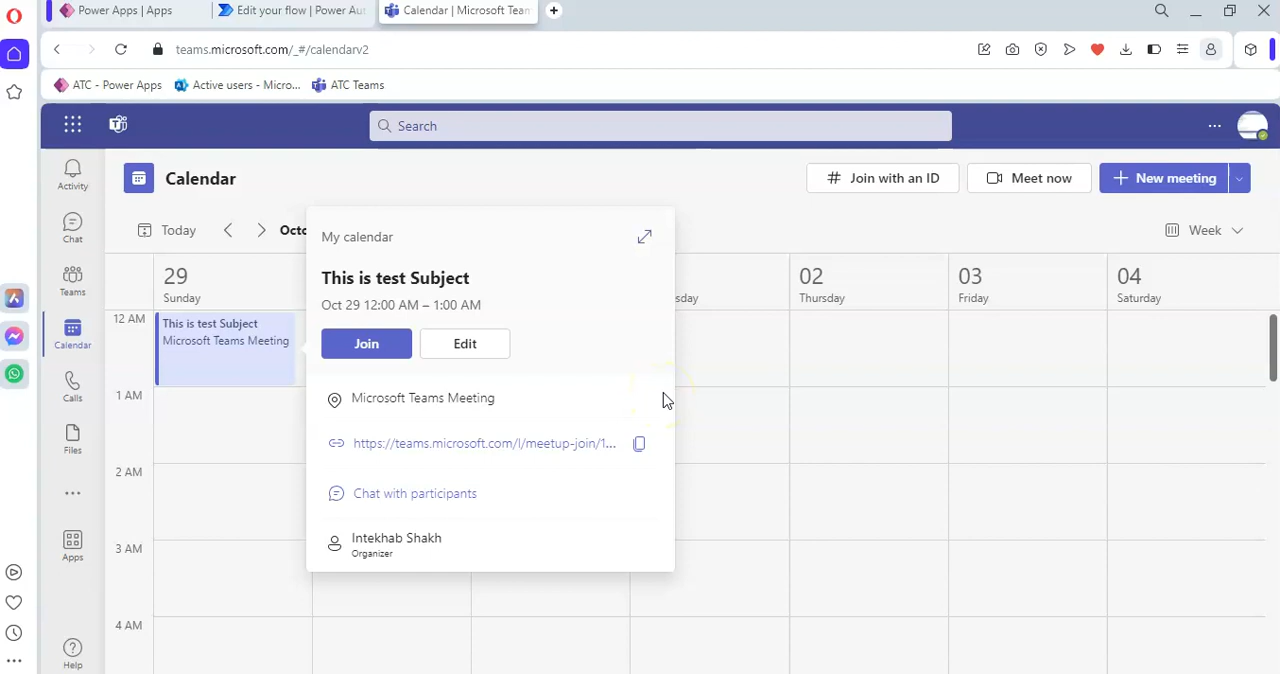 Power Apps | Apps
Edit your flow | Power Aut
Calendar | Microsoft Team
teams.microsoft.com/_#/calendarv2
ATC - Power Apps
Active users - Micro...
ATC Teams
Search
Activity
Chat
Teams
Calendar
Calls
Files
Apps
Help
Calendar
# Join with an ID
Meet now
New meeting
Today
Octo
Week
29
Sunday
sday
02
Thursday
03
Friday
04
Saturday
12 AM
1 AM
2 AM
3 AM
4 AM
This is test Subject
Microsoft Teams Meeting
My calendar
This is test Subject
Oct 29 12:00 AM – 1:00 AM
Join
Edit
Microsoft Teams Meeting
https://teams.microsoft.com/l/meetup-join/1...
Chat with participants
Intekhab Shakh
Organizer